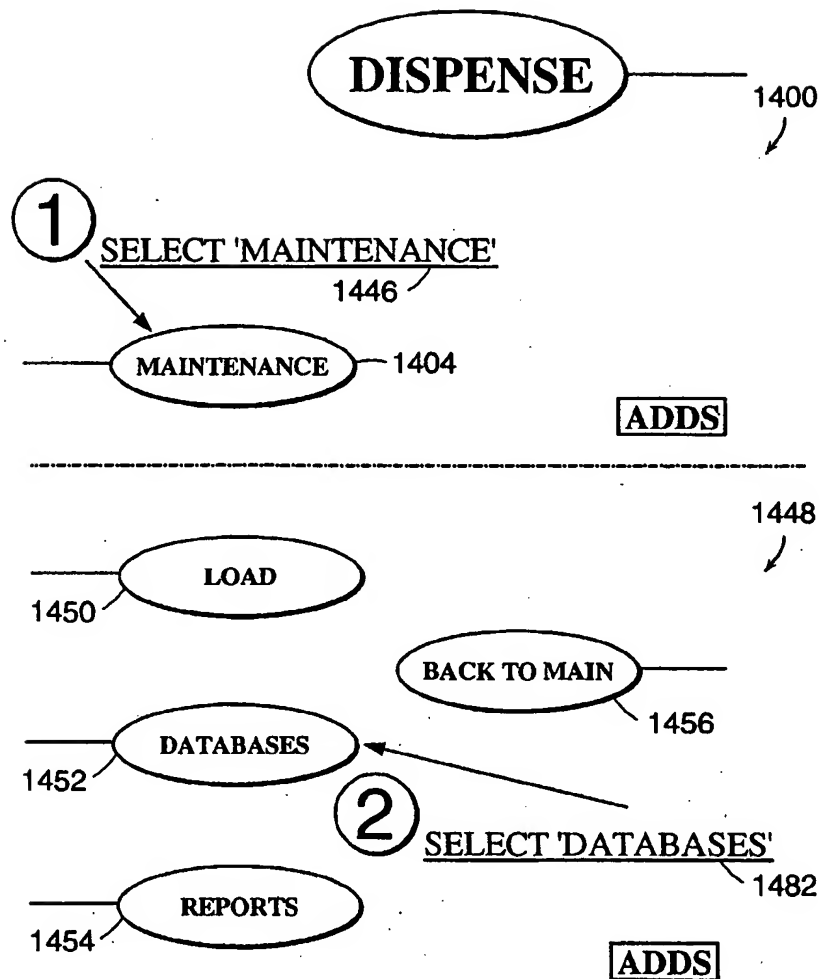 DISPENSE
1400
1
SELECT 'MAINTENANCE'
1446
MAINTENANCE
1404
ADDS
1448
LOAD
1450
BACK TO MAIN
1456
DATABASES
1452
2
SELECT 'DATABASES'
1482
REPORTS
1454
ADDS